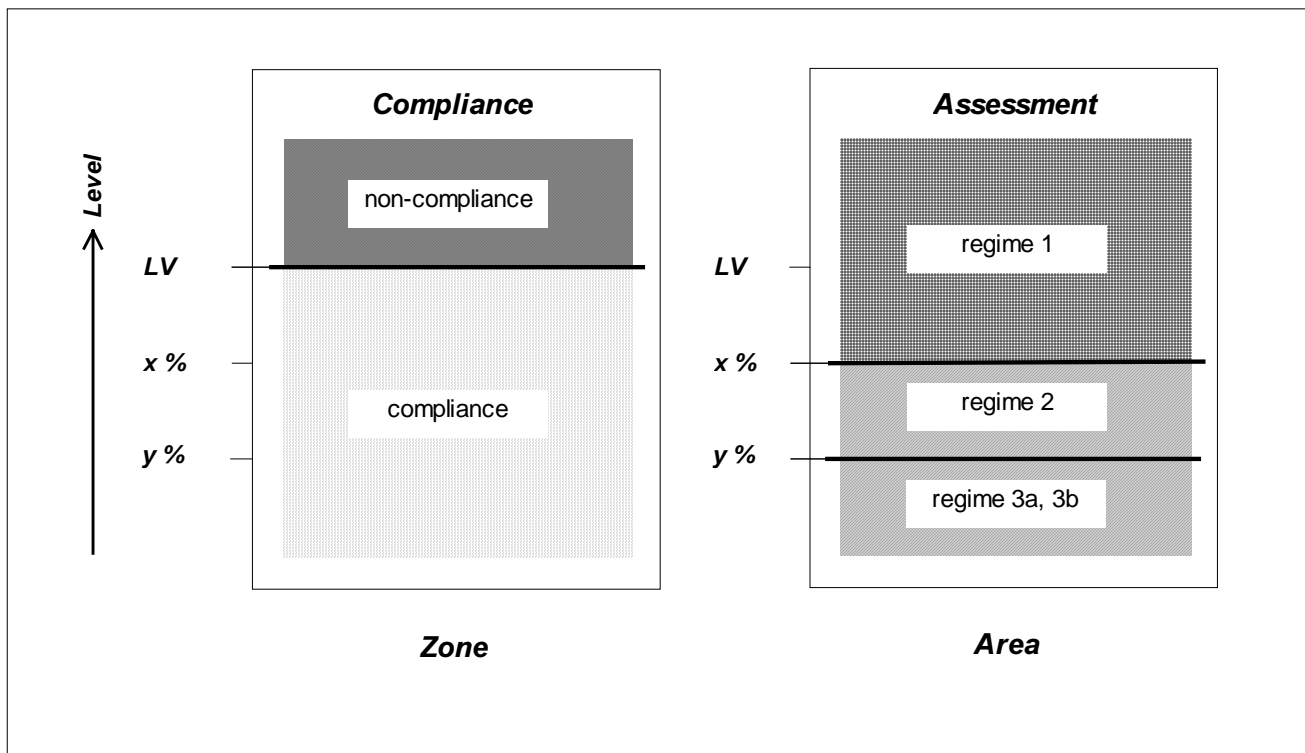 Compliance
Assessment
Level
non-compliance
regime 1
LV
LV
x %
x %
compliance
regime 2
y %
y %
regime 3a, 3b
Zone
Area